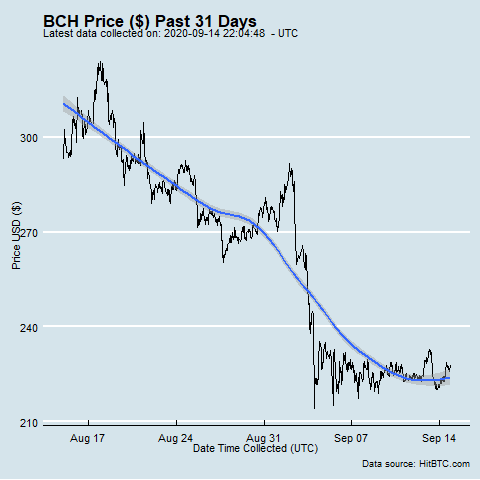 BCH Price ($) Past 31 Days
Latest data collected on: 2020-09-14 22:04:48 - UTC
300
270
240
210
Price USD ($)
Aug 17 Aug 24 Aug 31 Sep 07 Sep 14
Date Time Collected (UTC)
Data source: HitBTC.com